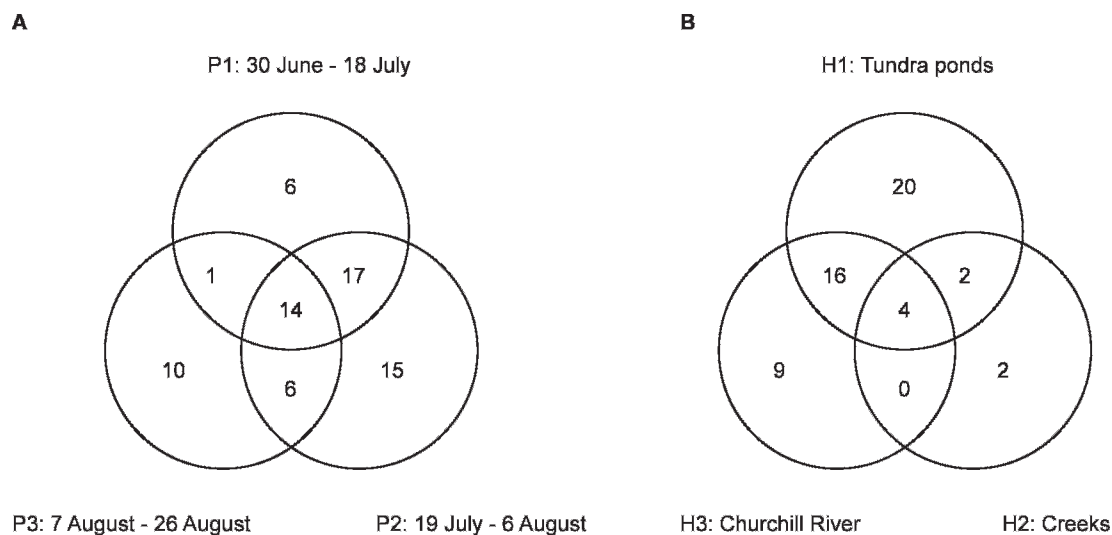 A
P1: 30 June - 18 July
6
1
17
14
10
6
15
P3: 7 August - 26 August
P2: 19 July - 6 August
B
H1: Tundra ponds
20
16
2
4
9
0
2
H3: Churchill River
H2: Creeks